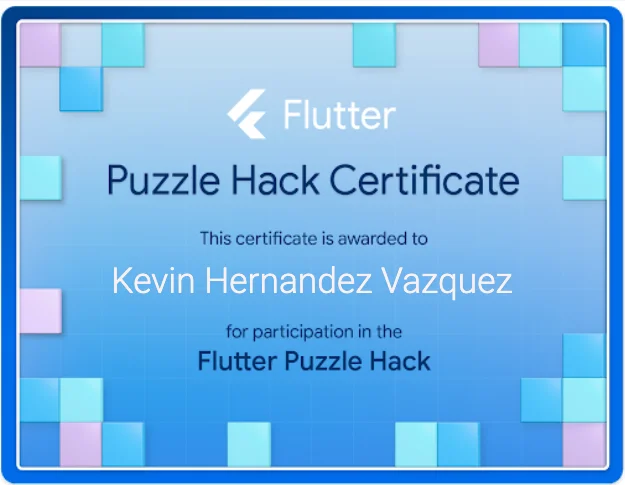 Flutter
Puzzle Hack Certificate
This certificate is awarded to
Kevin Hernandez Vazquez
for participation in the
Flutter Puzzle Hack